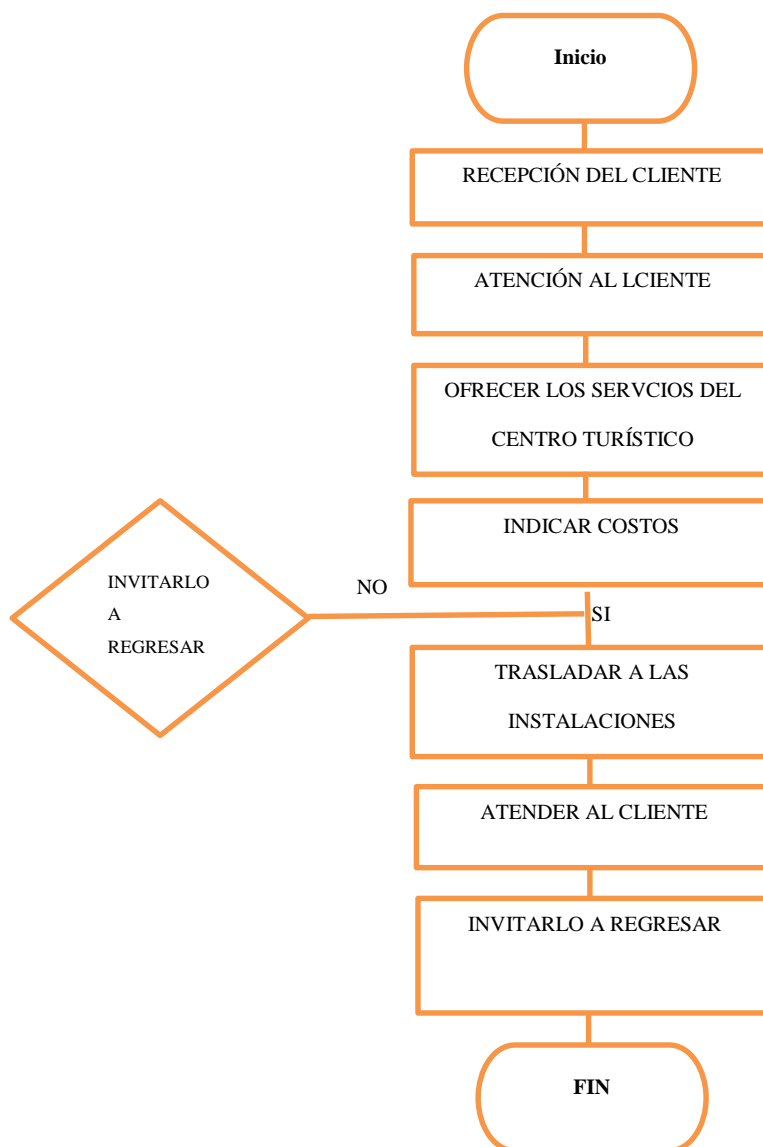 Inicio
RECEPCIÓN DEL CLIENTE
ATENCIÓN AL LCIENTE
OFRECER LOS SERVCIOS DEL
CENTRO TURÍSTICO
INDICAR COSTOS
INVITARLO
A
REGRESAR
NO
SI
TRASLADAR A LAS
INSTALACIONES
ATENDER AL CLIENTE
INVITARLO A REGRESAR
FIN